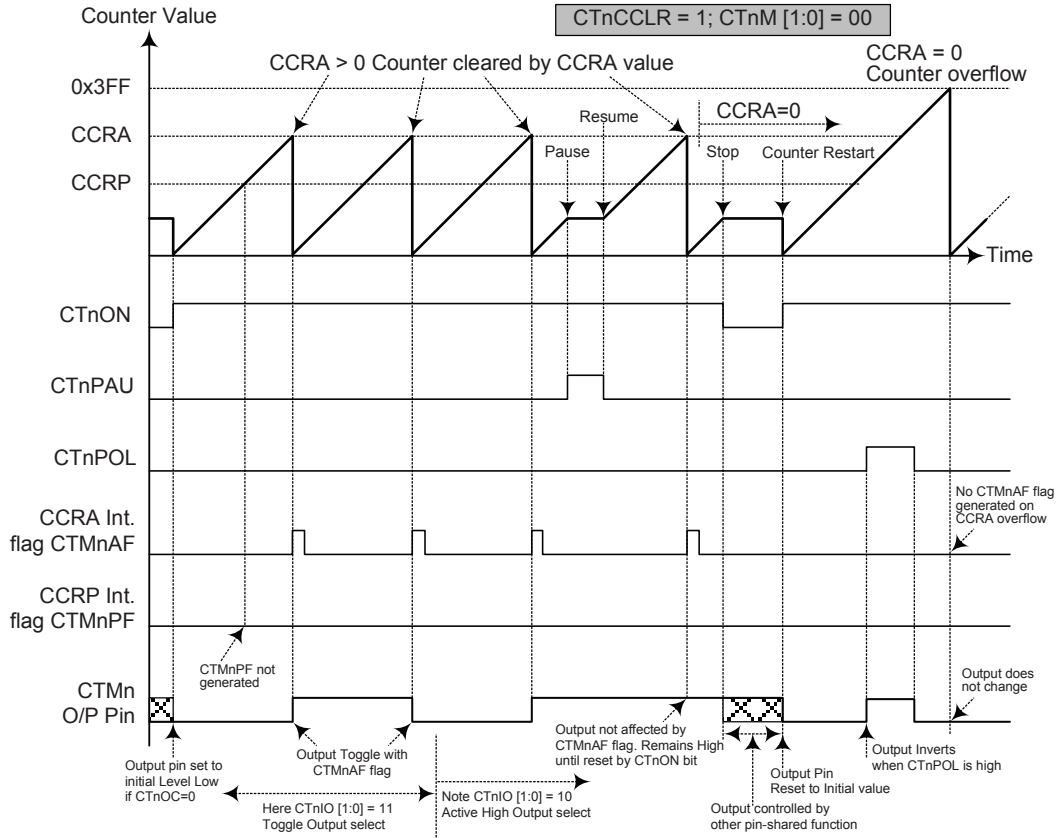 Counter Value
CTnCCLR = 1; CTnM [1:0] = 00
CCRA > 0 Counter cleared by CCRA value
CCRA = 0
Counter overflow
0x3FF
CCRA
CCRP
Resume
CCRA=0
Pause
Stop
Counter Restart
Time
CTnON
CTnPAU
CTnPOL
No CTMnAF flag
generated on
CCRA overflow
CCRA Int.
flag CTMnAF
CCRP Int.
flag CTMnPF
CTMnPF not
generated
CTMn
O/P Pin
Output does
not change
Output pin set to
initial Level Low
if CTnOC=0
Output Toggle with
CTMnAF flag
Output not affected by
CTMnAF flag. Remains High
until reset by CTnON bit
Output Inverts
when CTnPOL is high
Output Pin
Reset to Initial value
Here CTnIO [1:0] = 11
Toggle Output select
Note CTnIO [1:0] = 10
Active High Output select
Output controlled by
other pin-shared function